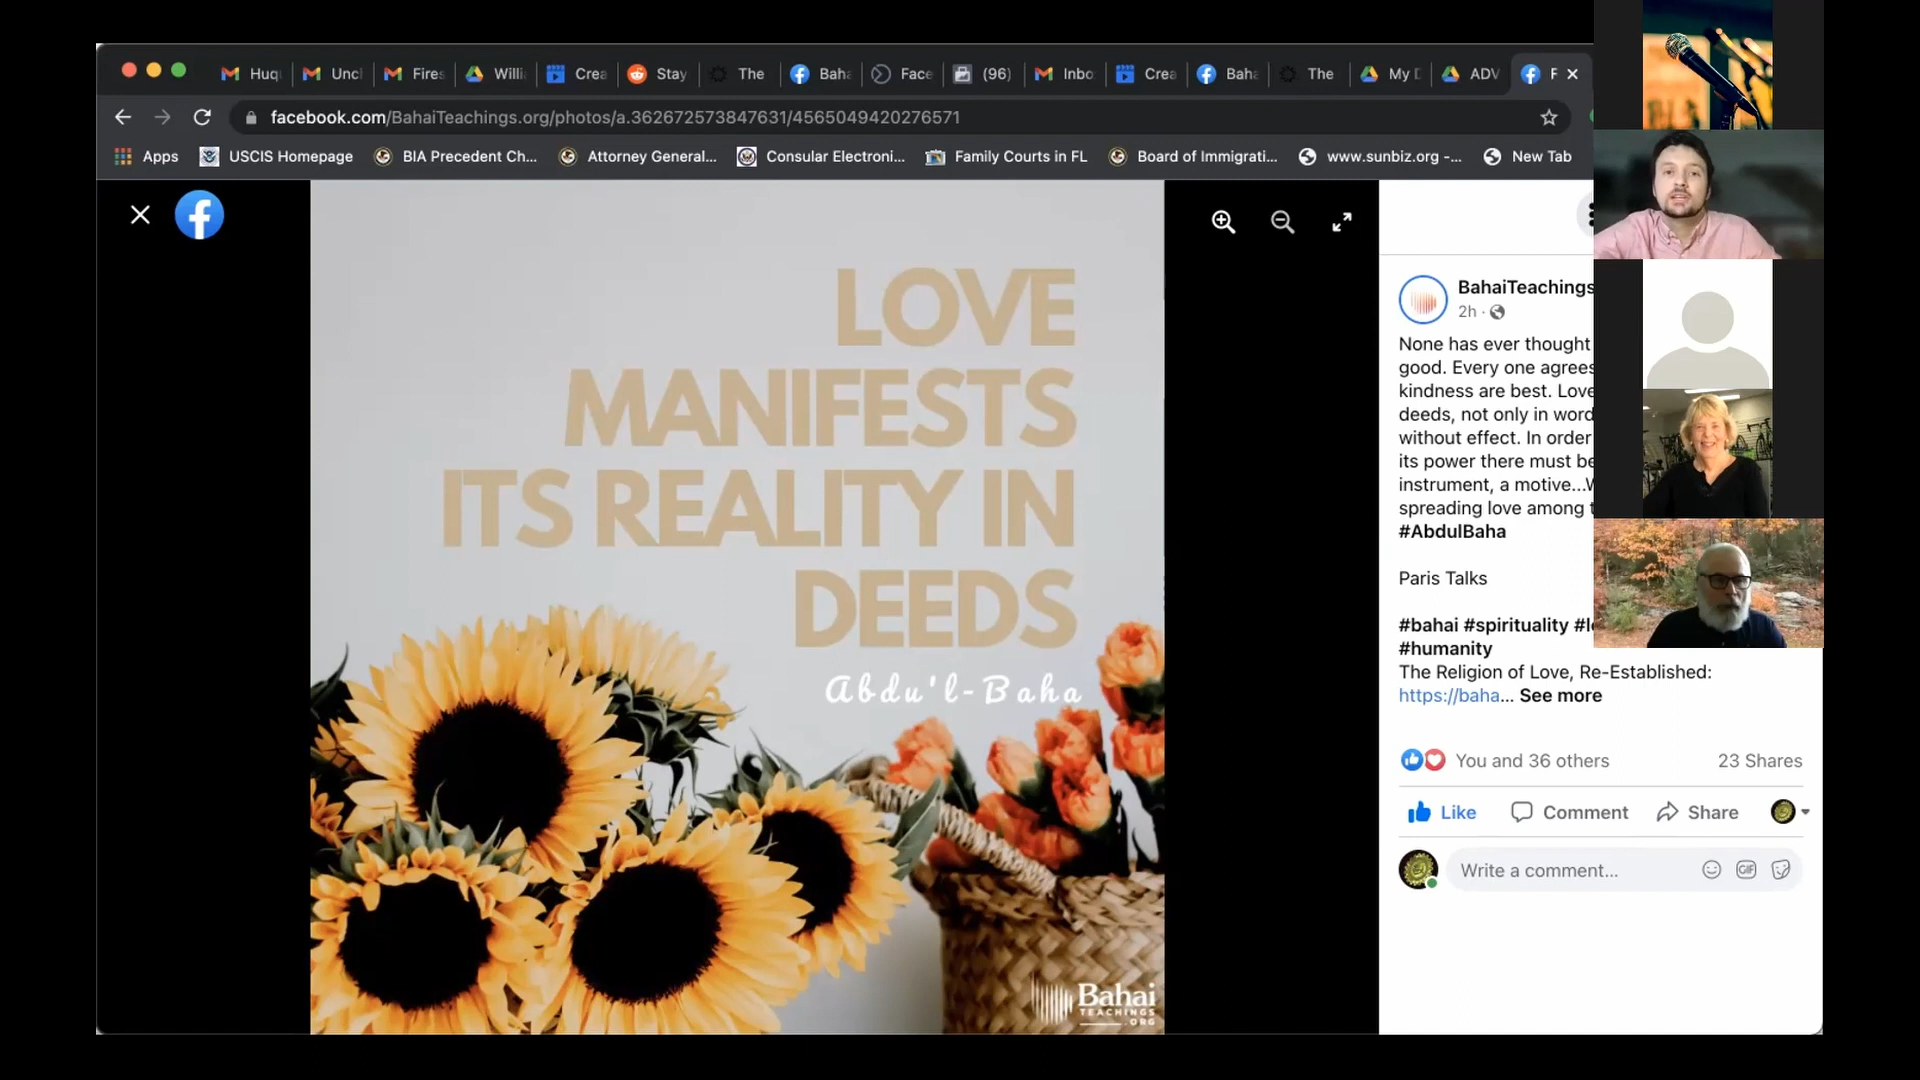 Huq
Unc
Fires
Willi
Crea
Stay
The
Baha
Face
(96)
Inbo
Crea
Baha
The
My D
ADV
F
facebook.com/BahaiTeachings.org/photos/a.362672573847631/4565049420276571
Apps
USCIS Homepage
BIA Precedent Ch...
Attorney General...
Consular Electroni...
Family Courts in FL
Board of Immigrati...
www.sunbiz.org -...
New Tab
LOVE
MANIFESTS
ITS REALITY IN
DEEDS
Abdu'l-Baha
Bahai
TEACHINGS
.ORG
BahaiTeachings
2h ·
None has ever thought
good. Every one agrees
kindness are best. Love
deeds, not only in word
without effect. In order
its power there must be
instrument, a motive...
spreading love among
#AbdulBaha
Paris Talks
#bahai #spirituality
#humanity
The Religion of Love, Re-Established:
https://baha... See more
You and 36 others
23 Shares
Like
Comment
Share
Write a comment...
GIF